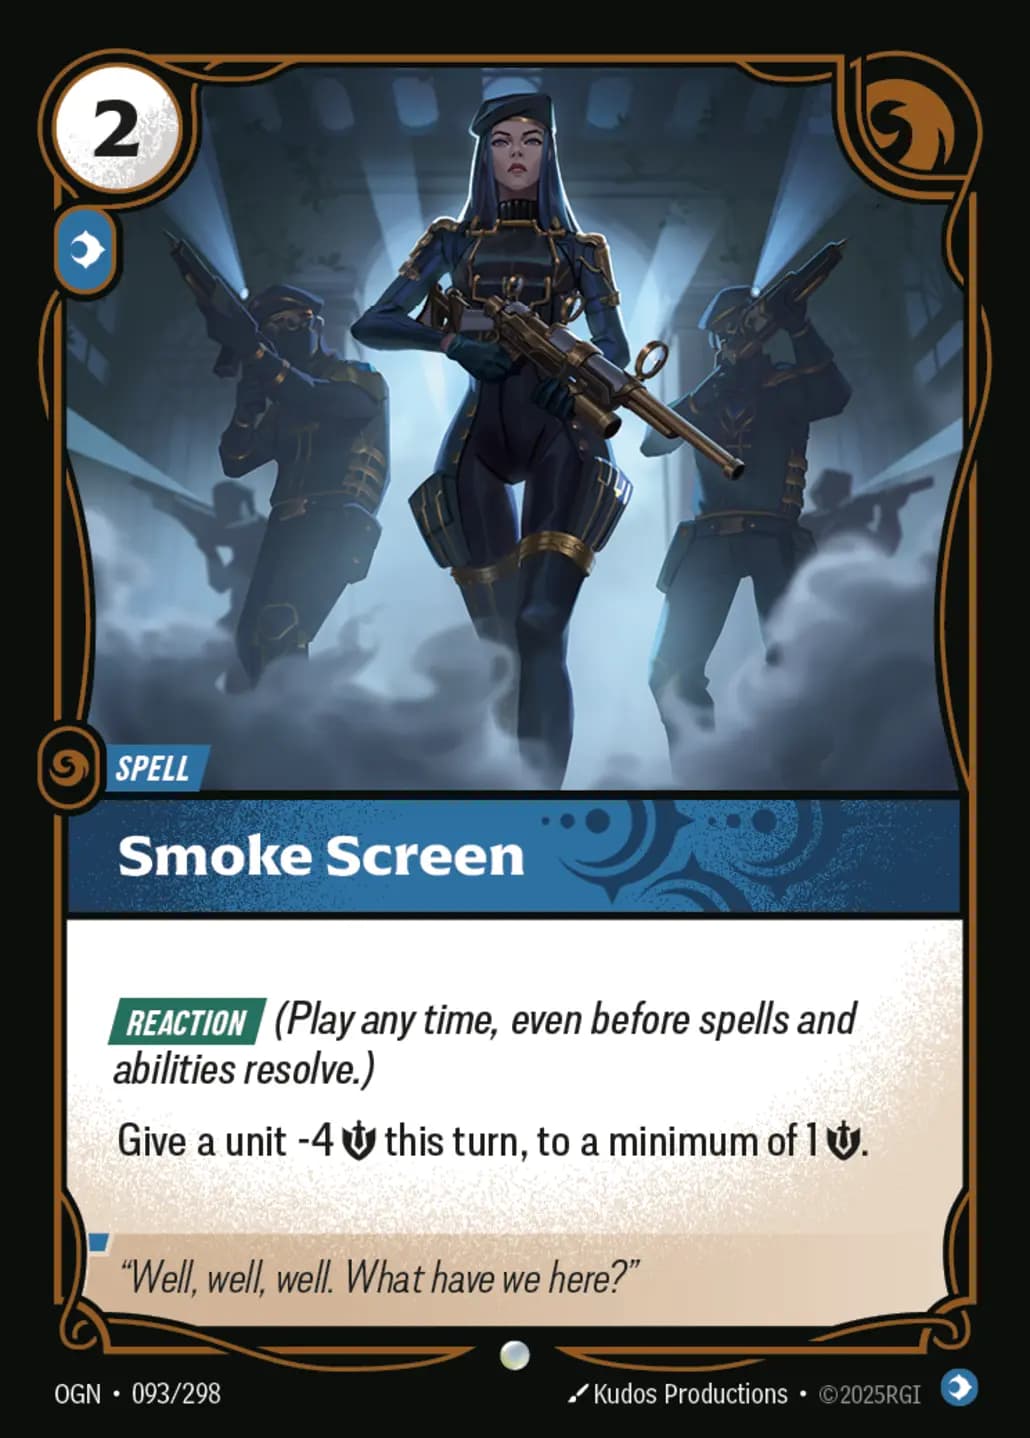 2
SPELL
Smoke Screen
REACTION (Play any time, even before spells and
abilities resolve.)
Give a unit -4 this turn, to a minimum of 1.
“Well, well, well. What have we here?”
OGN • 093/298
Kudos Productions • ©2025RGI